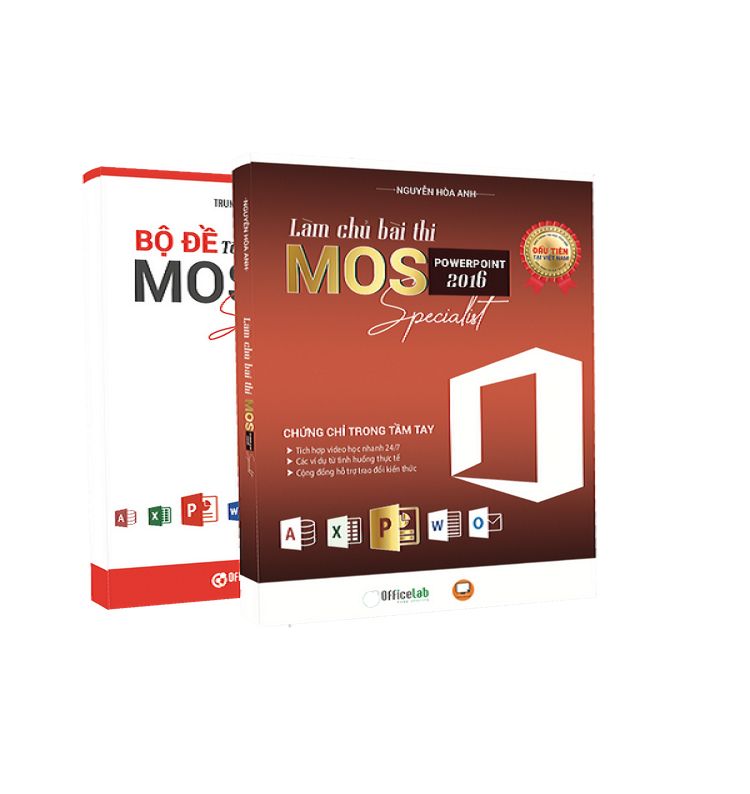 NGUYỄN HÒA ANH
Làm chủ bài thi
MOS
POWERPOINT
2016
Specialist
ĐẦU TIÊN
TẠI VIỆT NAM
CHỨNG CHỈ TRONG TẦM TAY
Tích hợp video học nhanh 24/7
Các ví dụ từ tình huống thực tế
Cộng đồng hỗ trợ trao đổi kiến thức
A X P W O
OfficeLab
NGUYỄN HÒA ANH
Làm chủ bài thi
MOS
Specialist
TRUN
BỘ ĐỀ
MOS
A X P W